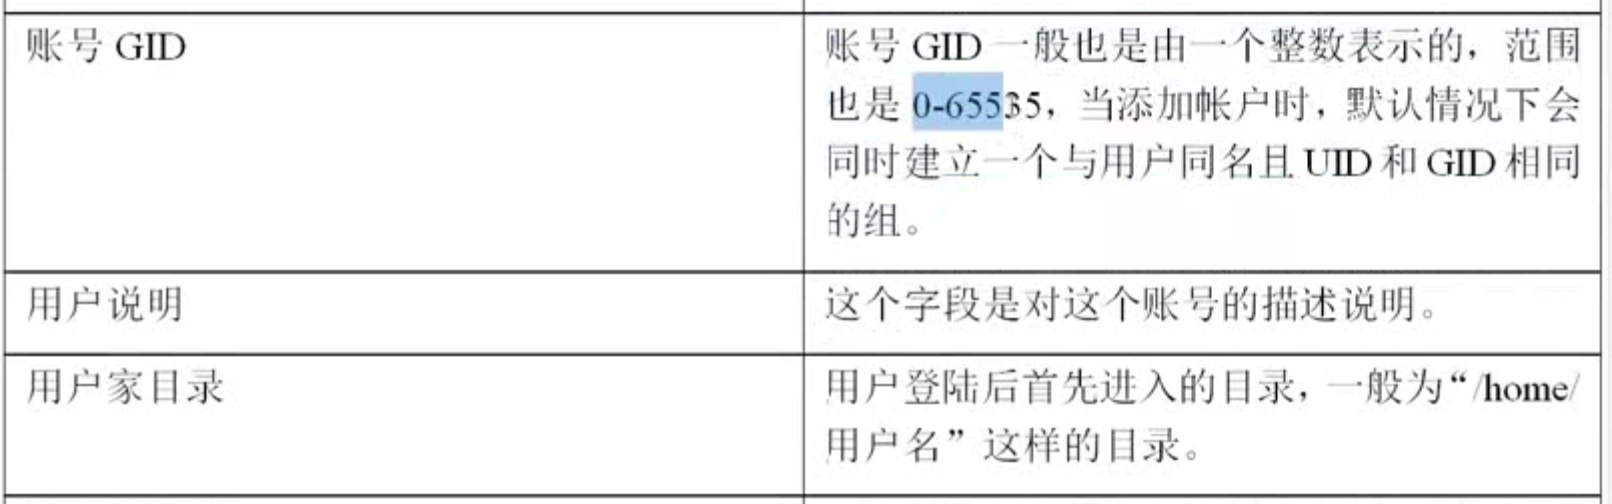 账号 GID
账号 GID 一般也是由一个整数表示的，范围
也是 0-65535，当添加帐户时，默认情况下会
同时建立一个与用户同名且 UID 和 GID 相同
的组。
用户说明
这个字段是对这个账号的描述说明。
用户家目录
用户登陆后首先进入的目录，一般为“/home/
用户名”这样的目录。